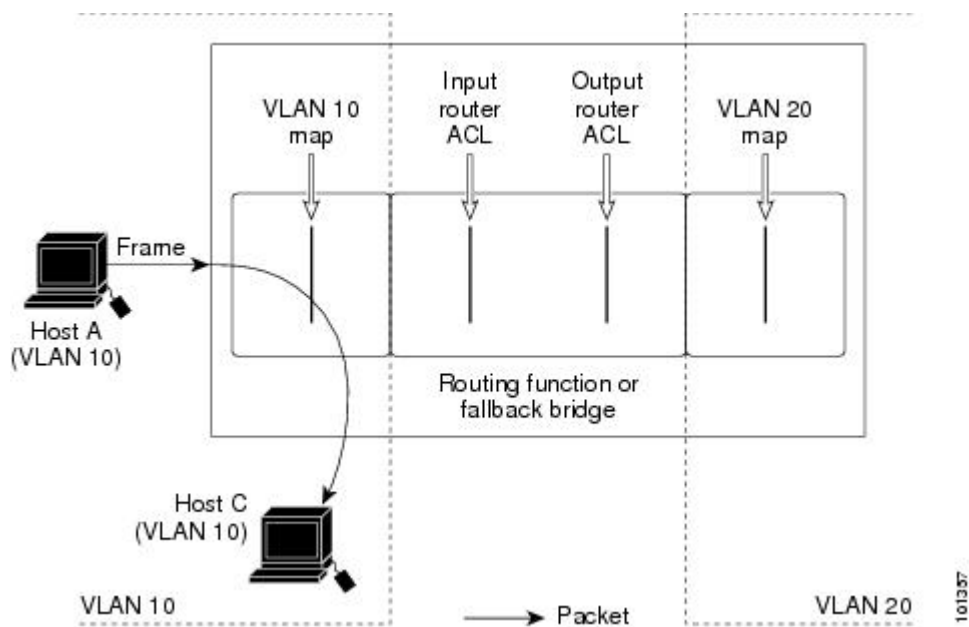 VLAN 10
map
Input
router
ACL
Output
router
ACL
VLAN 20
map
Frame
Host A
(VLAN 10)
Routing function or
fallback bridge
Host C
(VLAN 10)
VLAN 10
Packet
VLAN 20
101357